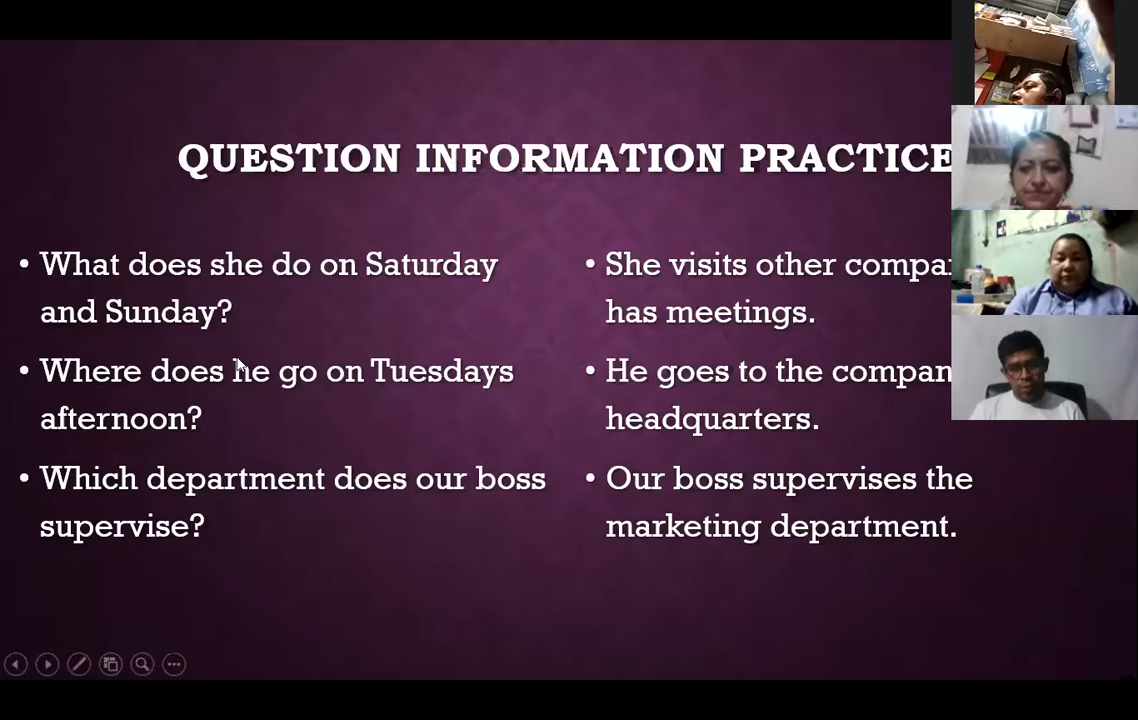 QUESTION INFORMATION PRACTICE
• What does she do on Saturday
and Sunday?
• Where does he go on Tuesdays
afternoon?
• Which department does our boss
supervise?
• She visits other
has meetings.
• He goes to the
headquarters.
• Our boss supervises the
marketing department.